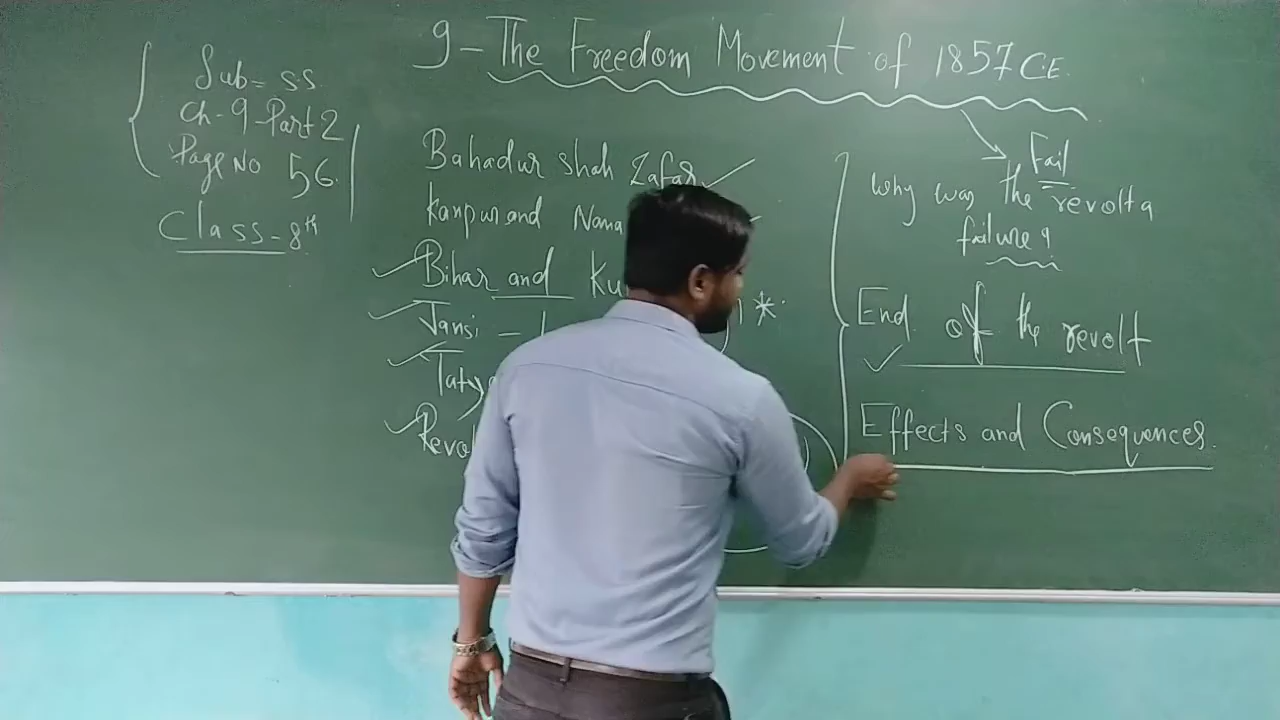 9-The Freedom Movement of 1857 C.E.
Sub= s.s
Ch-9-Part 2
Page No 56.
Class-8th
Bahadur shah Zafar
kanpur and Nana
Bihar and
Jansi -
Fail
why was the revolt a
failure?
End of the revolt
Effects and Consequences.